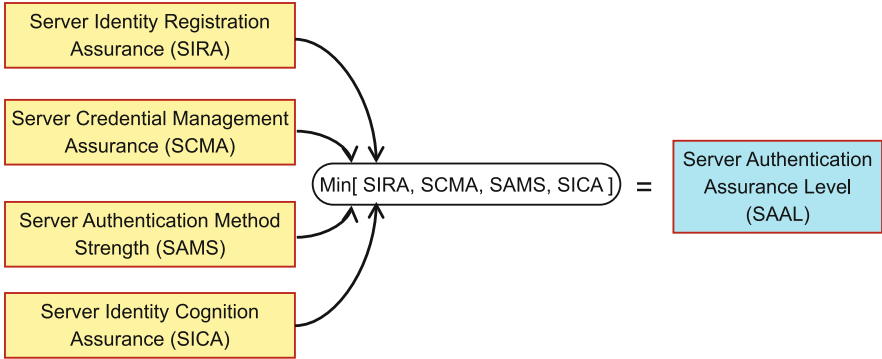 Server Identity Registration
Assurance (SIRA)
Server Credential Management
Assurance (SCMA)
Server Authentication Method
Strength (SAMS)
Server Identity Cognition
Assurance (SICA)
Min[ SIRA, SCMA, SAMS, SICA ]
=
Server Authentication
Assurance Level
(SAAL)